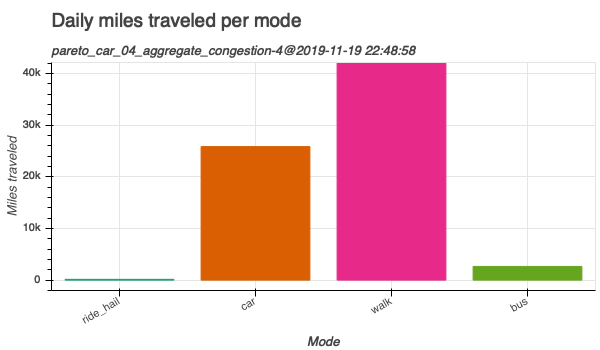 Daily miles traveled per mode
pareto_car_04_aggregate_congestion-4@2019-11-19 22:48:58
Miles traveled
40k
30k
20k
10k
0
ride_hail
car
walk
bus
Mode